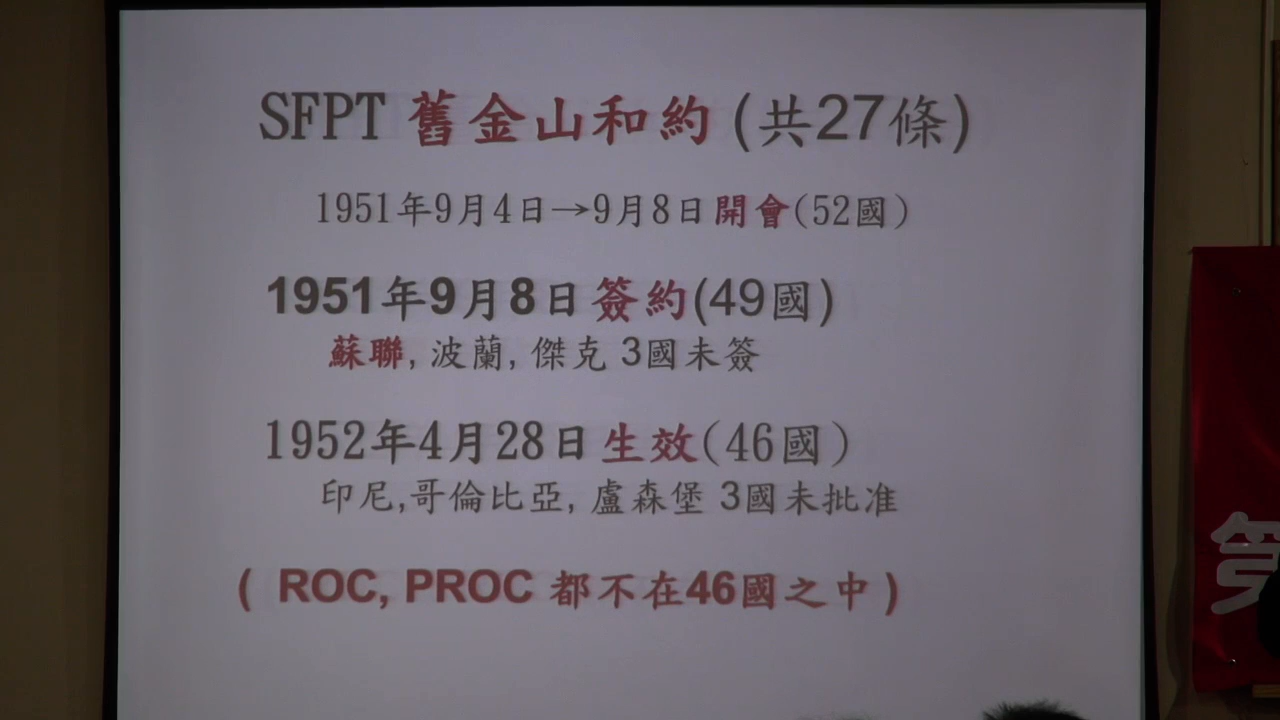 SFPT 舊金山和約 (共27條)
1951年9月4日→9月8日開會(52國)
1951年9月8日簽約(49國)
蘇聯, 波蘭, 傑克 3國未簽
1952年4月28日生效(46國)
印尼,哥倫比亞, 盧森堡 3國未批准
( ROC, PROC 都不在46國之中 )
第